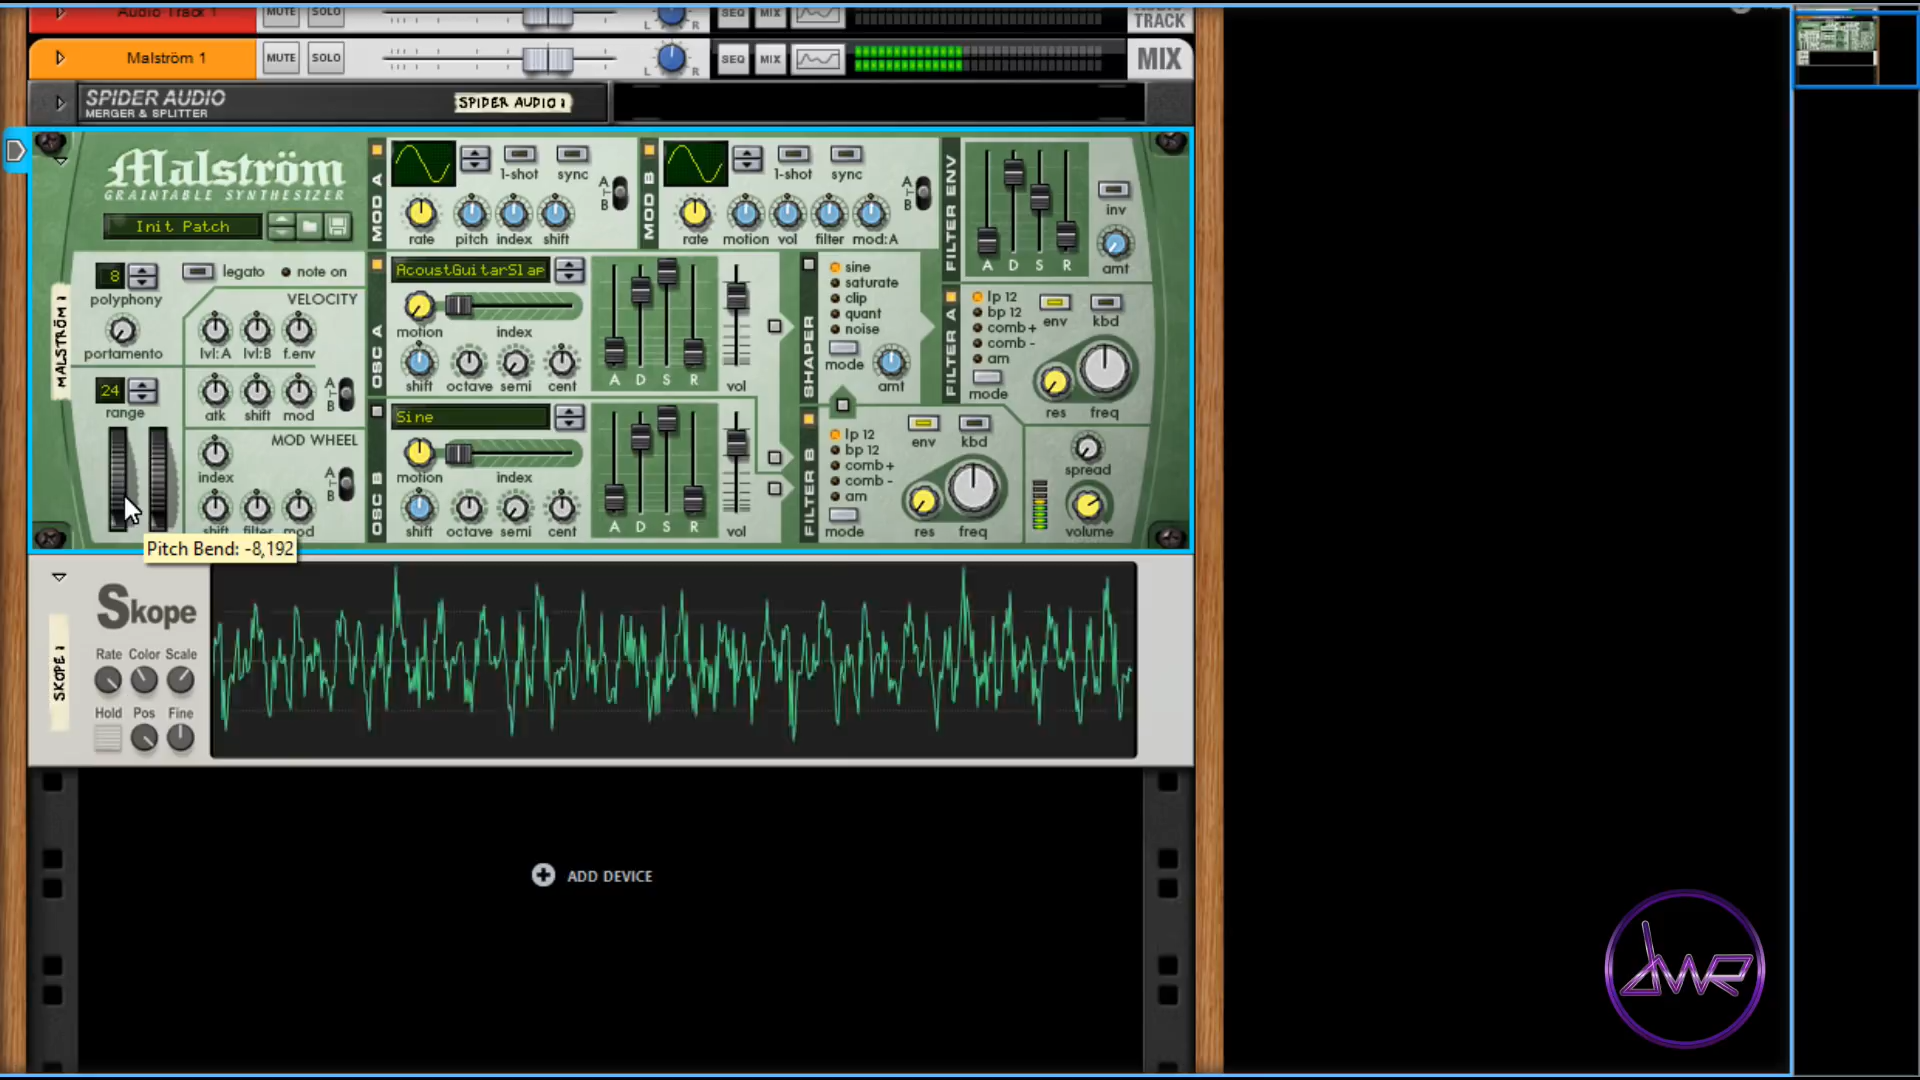 Audio Track 1 MUTE SOLO L R SEQ MIX AUDIO TRACK
Malström 1 MUTE SOLO L R SEQ MIX MIX
SPIDER AUDIO
MERGER & SPLITTER
SPIDER AUDIO 1
Malström
GRAINTABLE SYNTHESIZER
Init Patch
MALSTRÖM 1
8
polyphony
legato note on
portamento
VELOCITY
lvl:A lvl:B f.env
24
range
atk shift mod
A
B
MOD WHEEL
index
A
B
shift filter mod
Pitch Bend: -8,192
MOD A
1-shot sync
A
B
rate pitch index shift
MOD B
1-shot sync
A
B
rate motion vol filter mod:A
FILTER ENV
A D S R
inv
amt
OSC A
AcoustGuitarSlap
motion index
shift octave semi cent
A D S R vol
OSC B
Sine
motion index
shift octave semi cent
A D S R vol
SHAPER
sine
saturate
clip
quant
noise
mode amt
FILTER A
lp 12
bp 12
comb +
comb -
am
mode
env kbd
res freq
FILTER B
lp 12
bp 12
comb +
comb -
am
mode
env kbd
res freq
spread
volume
Skope
SKOPE 1
Rate Color Scale
Hold Pos Fine
ADD DEVICE